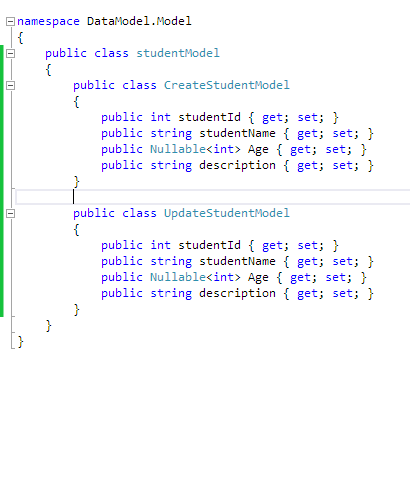 namespace DataModel.Model
{
    public class studentModel
    {
        public class CreateStudentModel
        {
            public int studentId { get; set; }
            public string studentName { get; set; }
            public Nullable<int> Age { get; set; }
            public string description { get; set; }
        }

        public class UpdateStudentModel
        {
            public int studentId { get; set; }
            public string studentName { get; set; }
            public Nullable<int> Age { get; set; }
            public string description { get; set; }
        }
    }
}